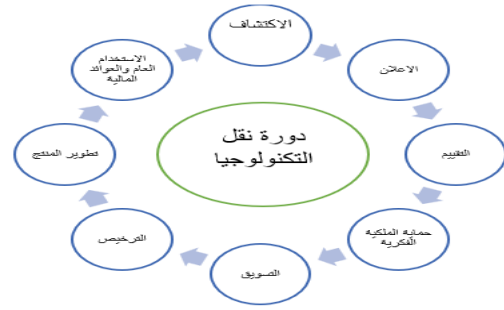 الاكتشاف
الاعلان
التقييم
حماية الملكية
الفكرية
التسويق
الترخيص
تطوير المنتج
الاستخدام
العام والعوائد
المالية
دورة نقل
التكنولوجيا